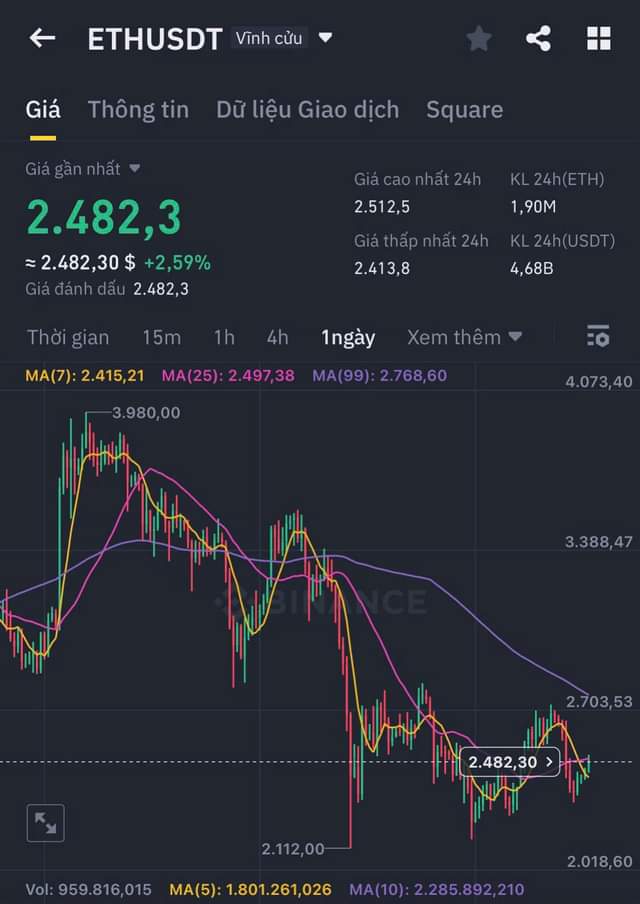 ETHUSDT Vĩnh cửu
Giá Thông tin Dữ liệu Giao dịch Square
Giá gần nhất
2.482,3
≈ 2.482,30 $ +2,59%
Giá đánh dấu 2.482,3
Giá cao nhất 24h KL 24h(ETH)
2.512,5 1,90M
Giá thấp nhất 24h KL 24h(USDT)
2.413,8 4,68B
Thời gian 15m 1h 4h 1ngày Xem thêm
MA(7): 2.415,21 MA(25): 2.497,38 MA(99): 2.768,60
4.073,40
3.980,00
3.388,47
BINANCE
2.703,53
2.482,30
2.112,00
2.018,60
Vol: 959.816,015 MA(5): 1.801.261,026 MA(10): 2.285.892,210